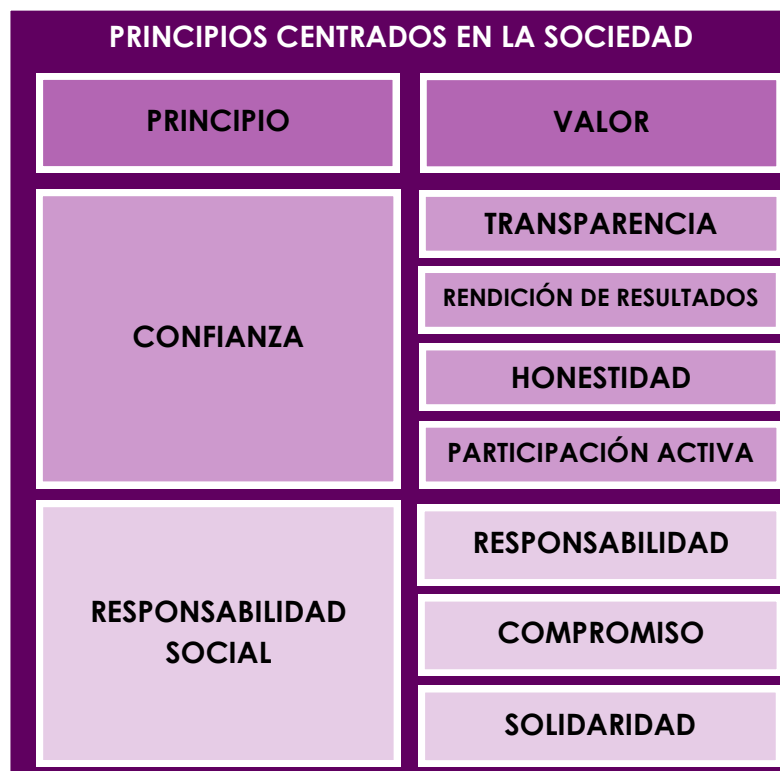 PRINCIPIOS CENTRADOS EN LA SOCIEDAD
PRINCIPIO
VALOR
CONFIANZA
TRANSPARENCIA
RENDICIÓN DE RESULTADOS
HONESTIDAD
PARTICIPACIÓN ACTIVA
RESPONSABILIDAD
SOCIAL
RESPONSABILIDAD
COMPROMISO
SOLIDARIDAD